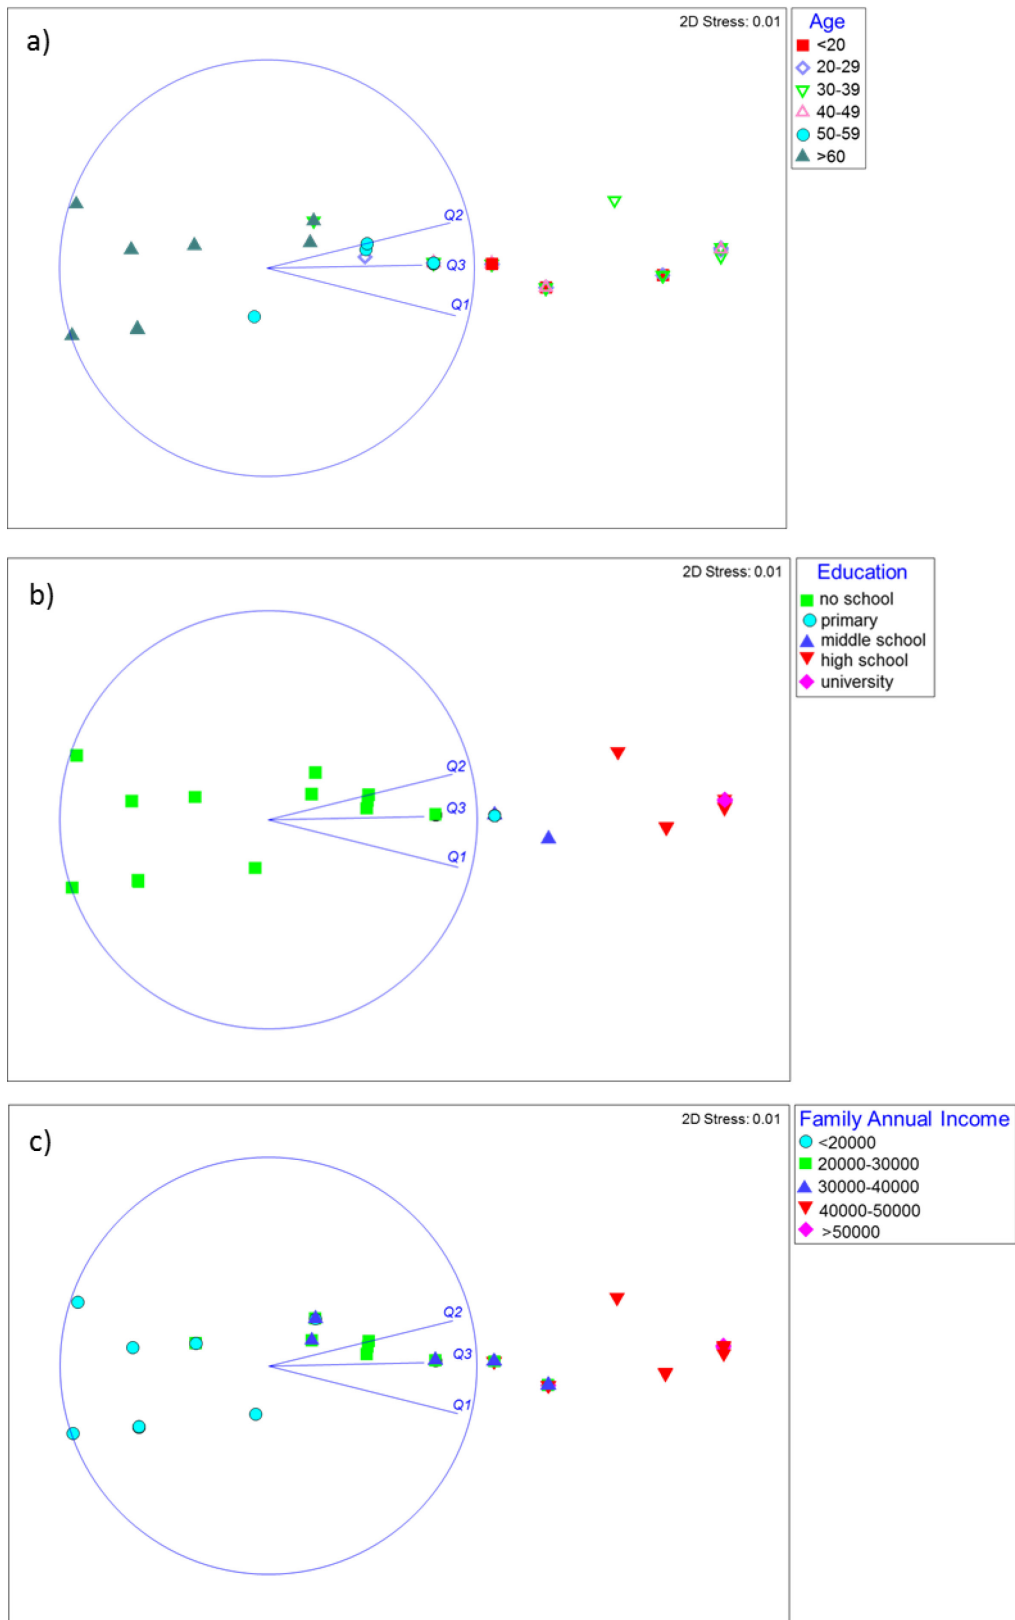 a)
2D Stress: 0.01
Age
<20
20-29
30-39
40-49
50-59
>60
Q2
Q3
Q1
b)
2D Stress: 0.01
Education
no school
primary
middle school
high school
university
Q2
Q3
Q1
c)
2D Stress: 0.01
Family Annual Income
<20000
20000-30000
30000-40000
40000-50000
>50000
Q2
Q3
Q1